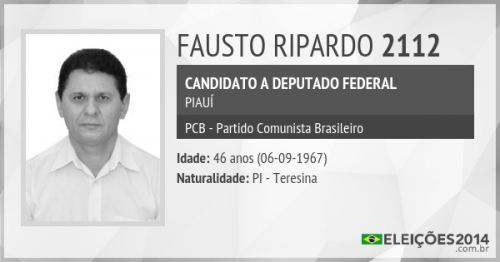 FAUSTO RIPARDO 2112
CANDIDATO A DEPUTADO FEDERAL
PIAUÍ
PCB - Partido Comunista Brasileiro
Idade: 46 anos (06-09-1967)
Naturalidade: PI - Teresina
ELEIÇÕES2014
.com.br